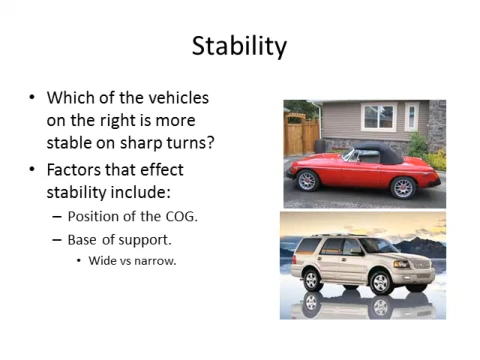 Stability
• Which of the vehicles
on the right is more
stable on sharp turns?
• Factors that effect
stability include:
– Position of the COG.
– Base of support.
• Wide vs narrow.